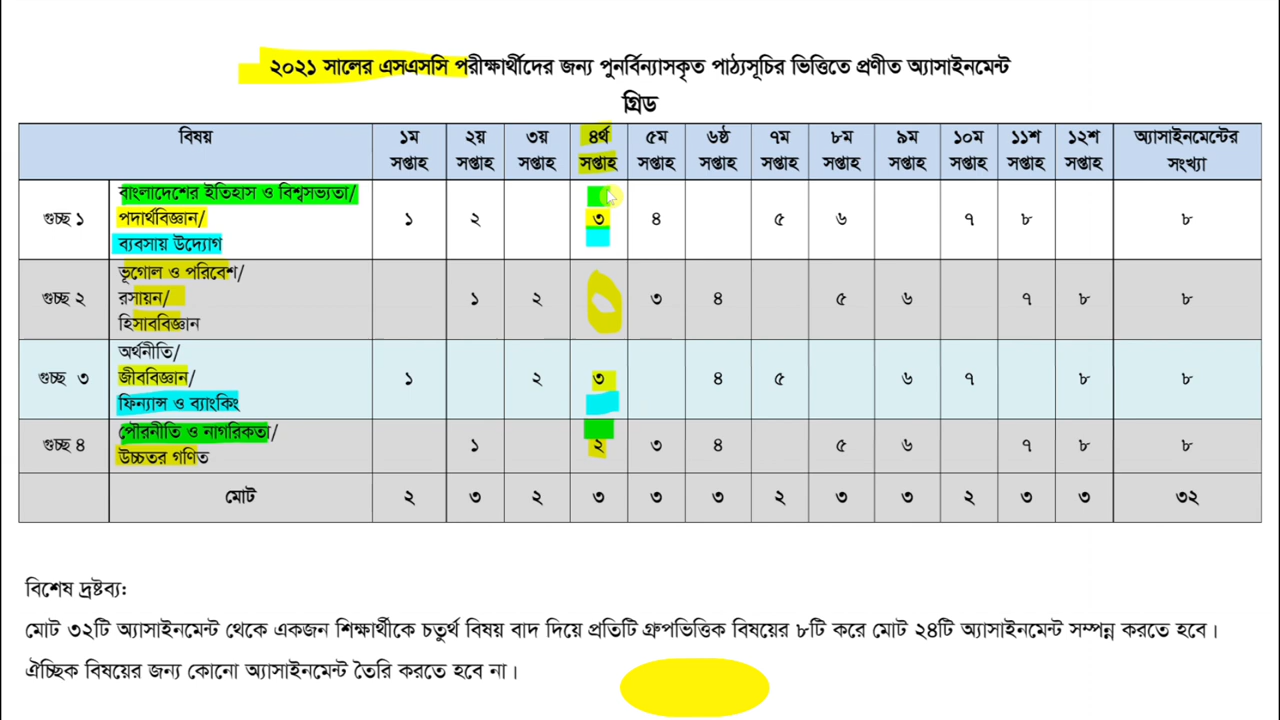 ২০২১ সালের এসএসসি পরীক্ষার্থীদের জন্য পুনর্বিন্যাসকৃত পাঠ্যসূচির ভিত্তিতে প্রণীত অ্যাসাইনমেন্ট
গ্রিড
বিষয় ১ম সপ্তাহ ২য় সপ্তাহ ৩য় সপ্তাহ ৪র্থ সপ্তাহ ৫ম সপ্তাহ ৬ষ্ঠ সপ্তাহ ৭ম সপ্তাহ ৮ম সপ্তাহ ৯ম সপ্তাহ ১০ম সপ্তাহ ১১শ সপ্তাহ ১২শ সপ্তাহ অ্যাসাইনমেন্টের সংখ্যা
বাংলাদেশের ইতিহাস ও বিশ্বসভ্যতা/
গুচ্ছ ১ পদার্থবিজ্ঞান/ ১ ২ ৩ ৪ ৫ ৬ ৭ ৮ ৮
ব্যবসায় উদ্যোগ
ভূগোল ও পরিবেশ/
গুচ্ছ ২ রসায়ন/ ১ ২ ৩ ৪ ৫ ৬ ৭ ৮ ৮
হিসাববিজ্ঞান
অর্থনীতি/
গুচ্ছ ৩ জীববিজ্ঞান/ ১ ২ ৩ ৪ ৫ ৬ ৭ ৮ ৮
ফিন্যান্স ও ব্যাংকিং
পৌরনীতি ও নাগরিকতা/
গুচ্ছ ৪ ১ ২ ৩ ৪ ৫ ৬ ৭ ৮ ৮
উচ্চতর গণিত
মোট ২ ৩ ২ ৩ ৩ ৩ ২ ৩ ৩ ২ ৩ ৩ ৩২
বিশেষ দ্রষ্টব্য:
মোট ৩২টি অ্যাসাইনমেন্ট থেকে একজন শিক্ষার্থীকে চতুর্থ বিষয় বাদ দিয়ে প্রতিটি গ্রুপভিত্তিক বিষয়ের ৮টি করে মোট ২৪টি অ্যাসাইনমেন্ট সম্পন্ন করতে হবে।
ঐচ্ছিক বিষয়ের জন্য কোনো অ্যাসাইনমেন্ট তৈরি করতে হবে না।